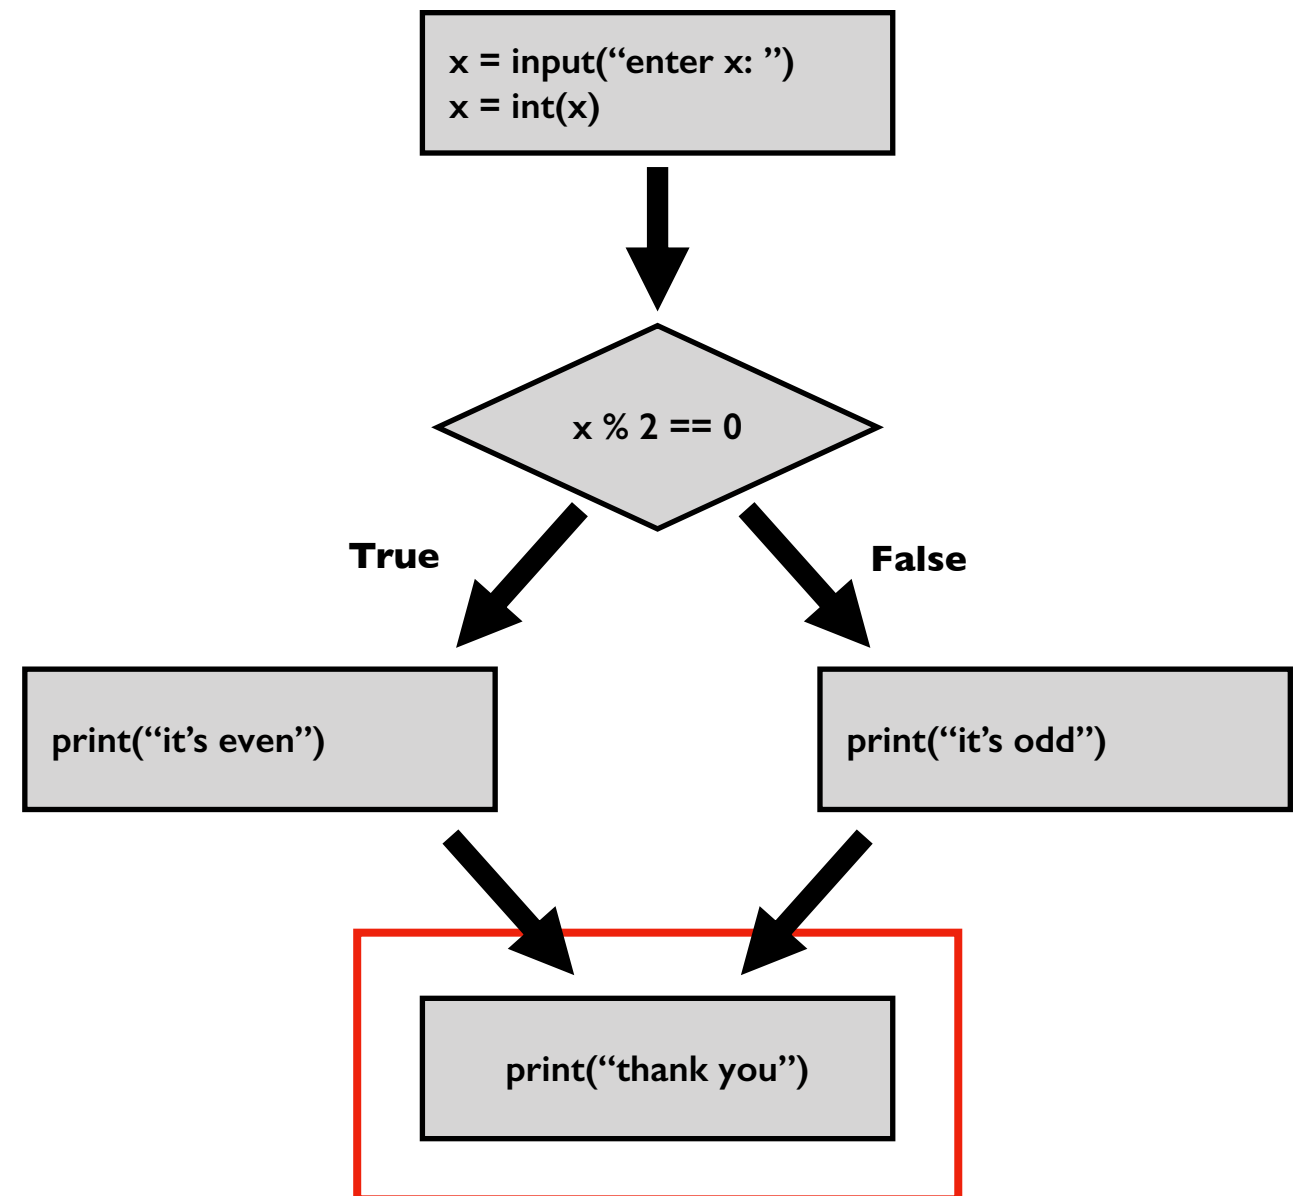 x = input(“enter x: ”)
x = int(x)
x % 2 == 0
True
False
print(“it’s even”)
print(“it’s odd”)
print(“thank you”)